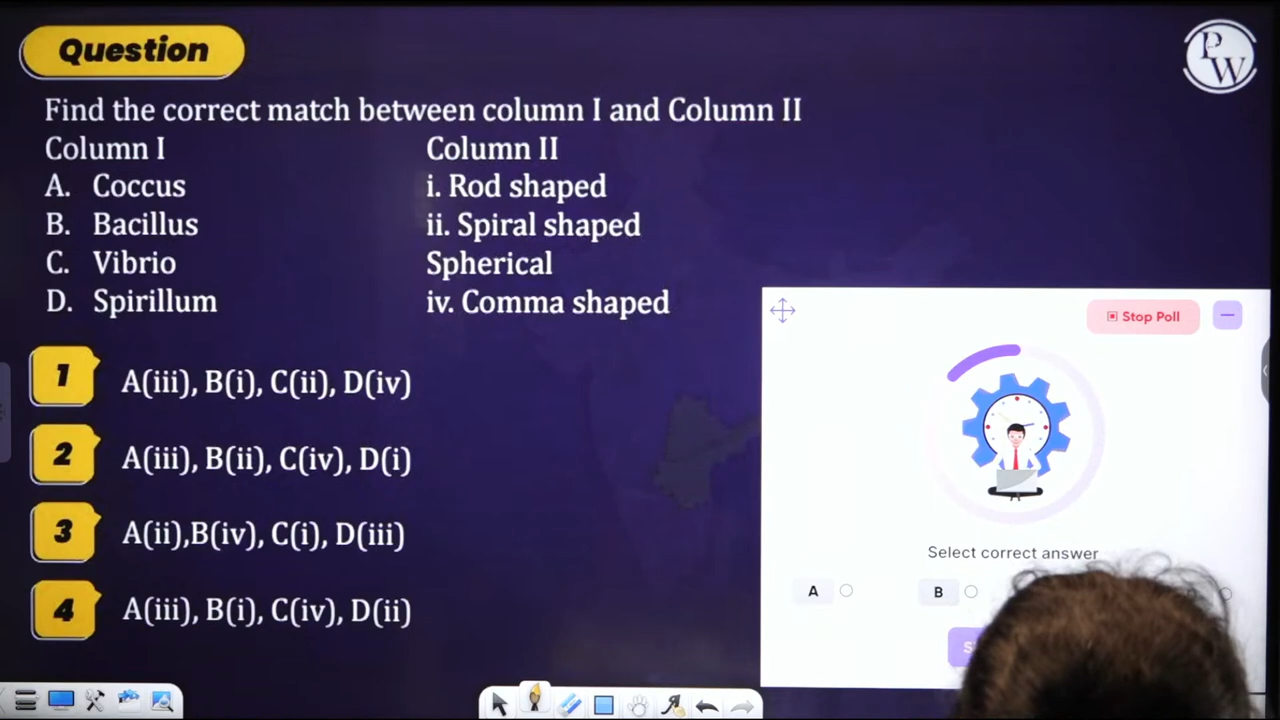 Question
PW
Find the correct match between column I and Column II
Column I Column II
A. Coccus i. Rod shaped
B. Bacillus ii. Spiral shaped
C. Vibrio Spherical
D. Spirillum iv. Comma shaped
1 A(iii), B(i), C(ii), D(iv)
2 A(iii), B(ii), C(iv), D(i)
3 A(ii),B(iv), C(i), D(iii)
4 A(iii), B(i), C(iv), D(ii)
Stop Poll
Select correct answer
A B